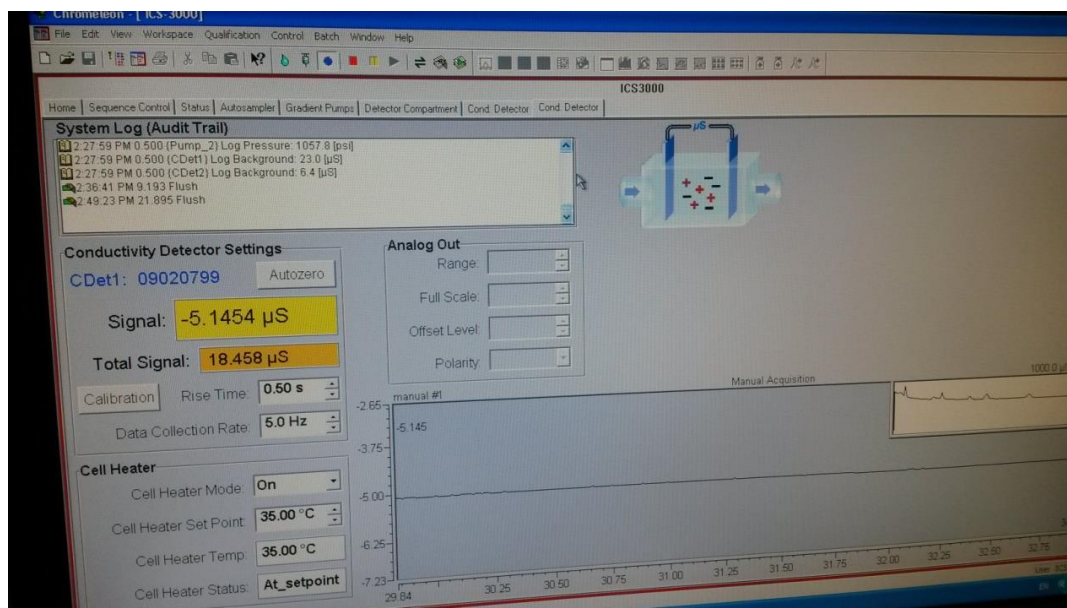 Chromeleon - [ ICS-3000]
File Edit View Workspace Qualification Control Batch Window Help
ICS3000
Home Sequence Control Status Autosampler Gradient Pumps Detector Compartment Cond. Detector Cond. Detector
System Log (Audit Trail)
2:27:59 PM 0.500 (Pump_2) Log Pressure: 1057.8 [psi]
2:27:59 PM 0.500 (CDet1) Log Background: 23.0 [µS]
2:27:59 PM 0.500 (CDet2) Log Background: 6.4 [µS]
2:36:41 PM 9.193 Flush
2:49:23 PM 21.895 Flush
µS
Conductivity Detector Settings
CDet1: 09020799 Autozero
Signal: -5.1454 µS
Total Signal: 18.458 µS
Calibration Rise Time: 0.50 s
Data Collection Rate: 5.0 Hz
Analog Out
Range:
Full Scale:
Offset Level:
Polarity:
Cell Heater
Cell Heater Mode: On
Cell Heater Set Point: 35.00 °C
Cell Heater Temp: 35.00 °C
Cell Heater Status: At_setpoint
manual #1 Manual Acquisition 1000.0
-5.145
-2.65
-3.75
-5.00
-6.25
-7.23
29.84 30.25 30.50 30.75 31.00 31.25 31.50 31.75 32.00 32.25 32.50 32.75
User: ICS
EN